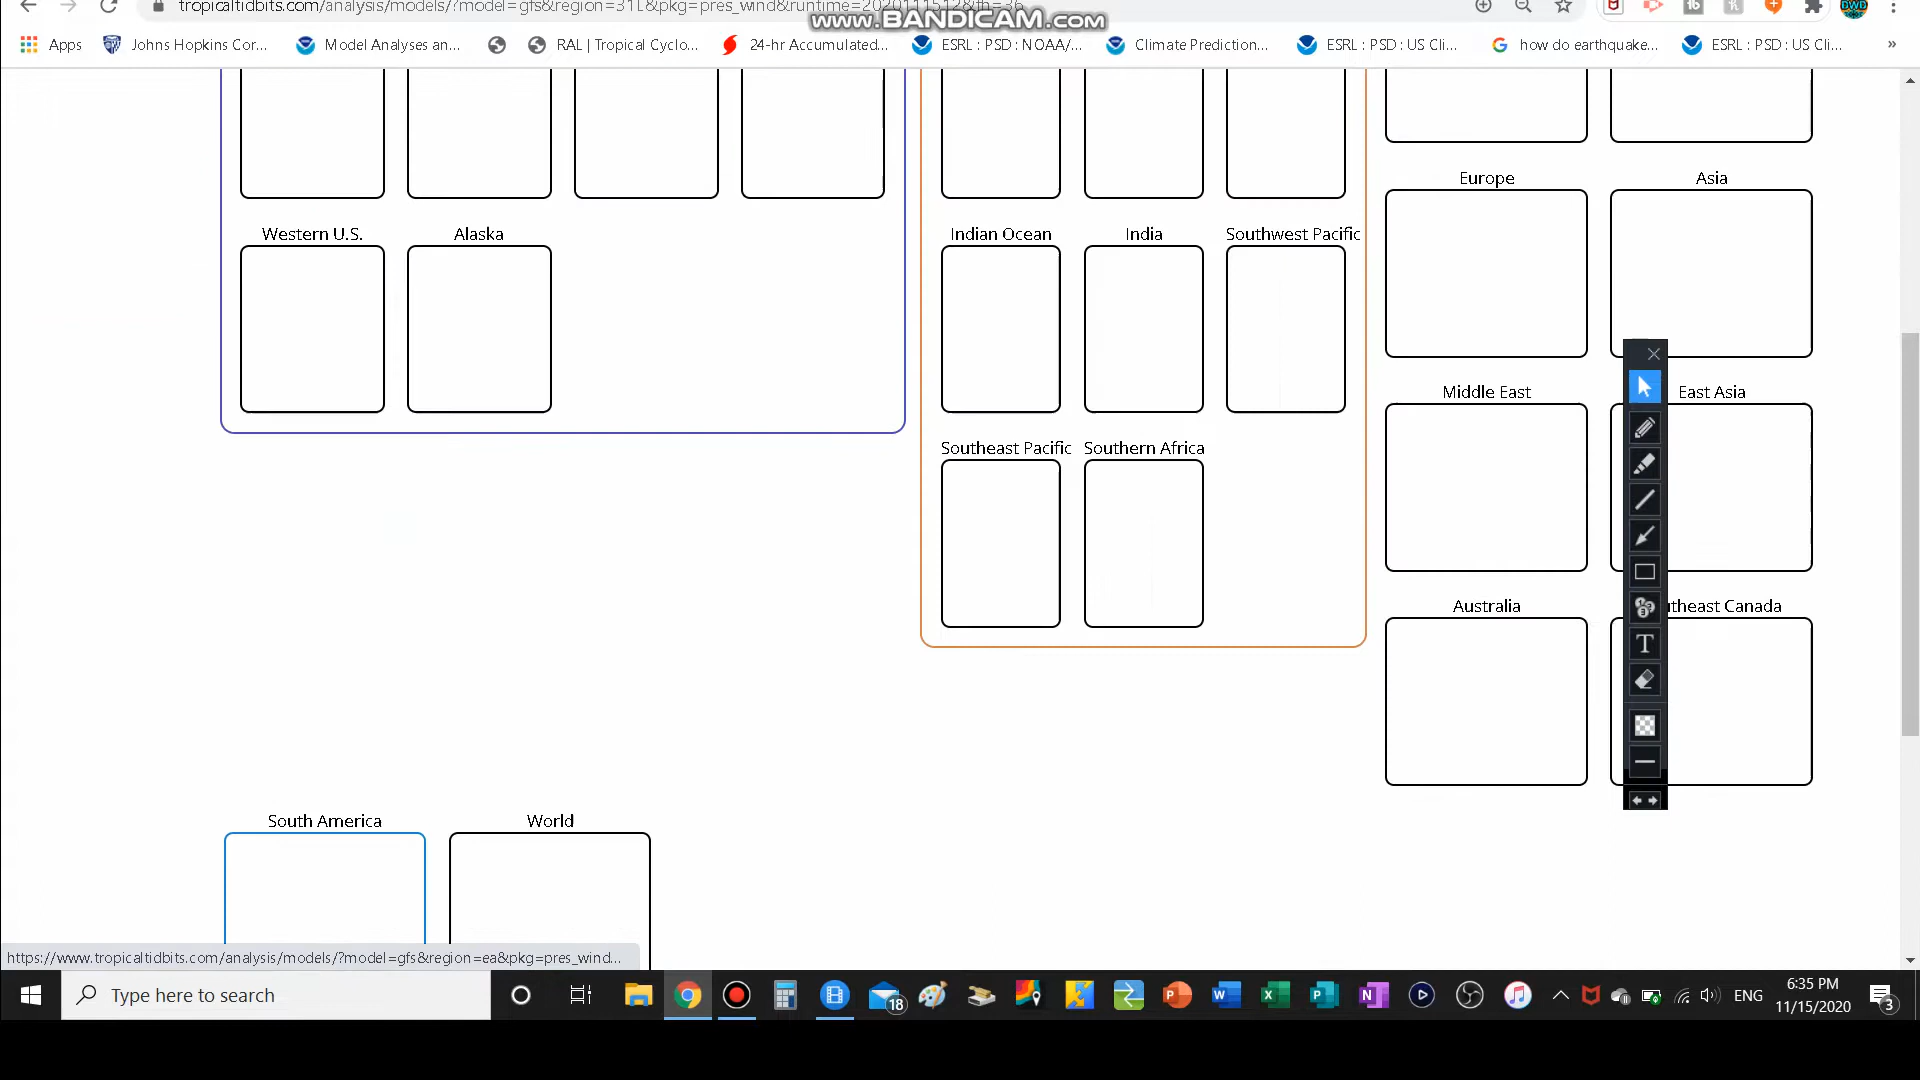 tropicaltidbits.com/analysis/models/?model=gfs&region=31L&pkg=pres_wind&runtime=2020111512&fh=36
www.BANDICAM.com
Apps Johns Hopkins Cor... Model Analyses an... RAL | Tropical Cyclo... 24-hr Accumulated... ESRL : PSD : NOAA/... Climate Prediction... ESRL : PSD : US Cli... how do earthquake... ESRL : PSD : US Cli... »
Europe Asia
Western U.S. Alaska Indian Ocean India Southwest Pacific
Middle East East Asia
Southeast Pacific Southern Africa
Australia utheast Canada
T
South America World
https://www.tropicaltidbits.com/analysis/models/?model=gfs&region=ea&pkg=pres_wind...
Type here to search 18 ENG 6:35 PM
11/15/2020 3